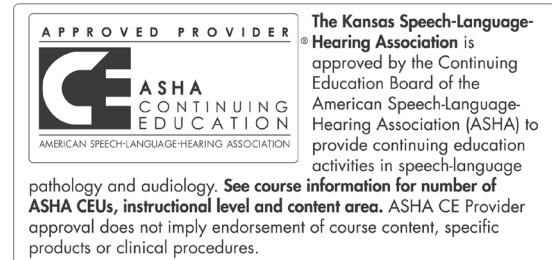 APPROVED PROVIDER
CE
ASHA
CONTINUING
EDUCATION
AMERICAN SPEECH-LANGUAGE-HEARING ASSOCIATION
®
The Kansas Speech-Language-
Hearing Association is
approved by the Continuing
Education Board of the
American Speech-Language-
Hearing Association (ASHA) to
provide continuing education
activities in speech-language
pathology and audiology. See course information for number of
ASHA CEUs, instructional level and content area. ASHA CE Provider
approval does not imply endorsement of course content, specific
products or clinical procedures.